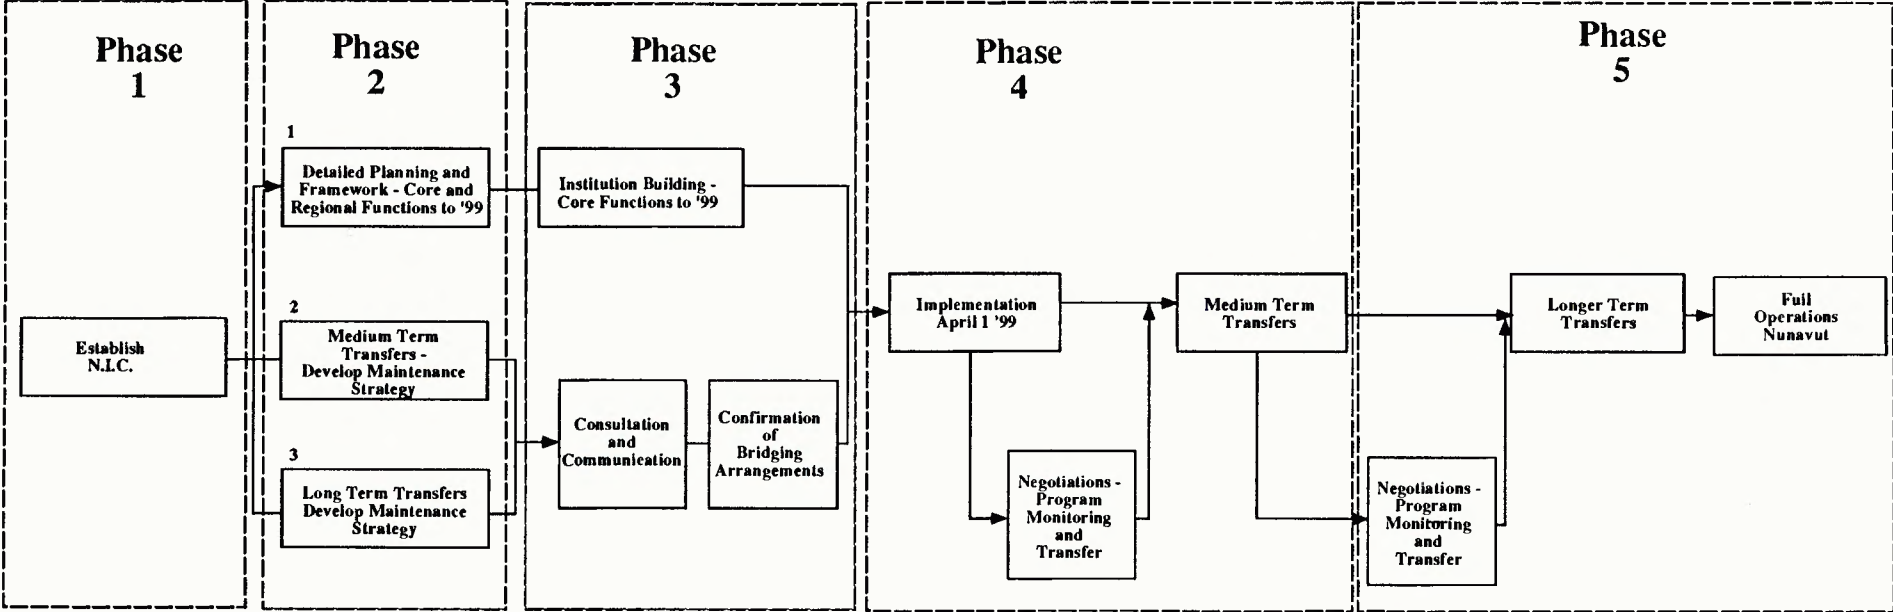 Phase
1
Phase
2
Phase
3
Phase
4
Phase
5
Establish
N.I.C.
1
Detailed Planning and
Framework - Core and
Regional Functions to '99
2
Medium Term
Transfers -
Develop Maintenance
Strategy
3
Long Term Transfers
Develop Maintenance
Strategy
Institution Building -
Core Functions to '99
Consultation
and
Communication
Confirmation
of
Bridging
Arrangements
Implementation
April 1 '99
Negotiations -
Program
Monitoring
and
Transfer
Medium Term
Transfers
Negotiations -
Program
Monitoring
and
Transfer
Longer Term
Transfers
Full
Operations
Nunavut